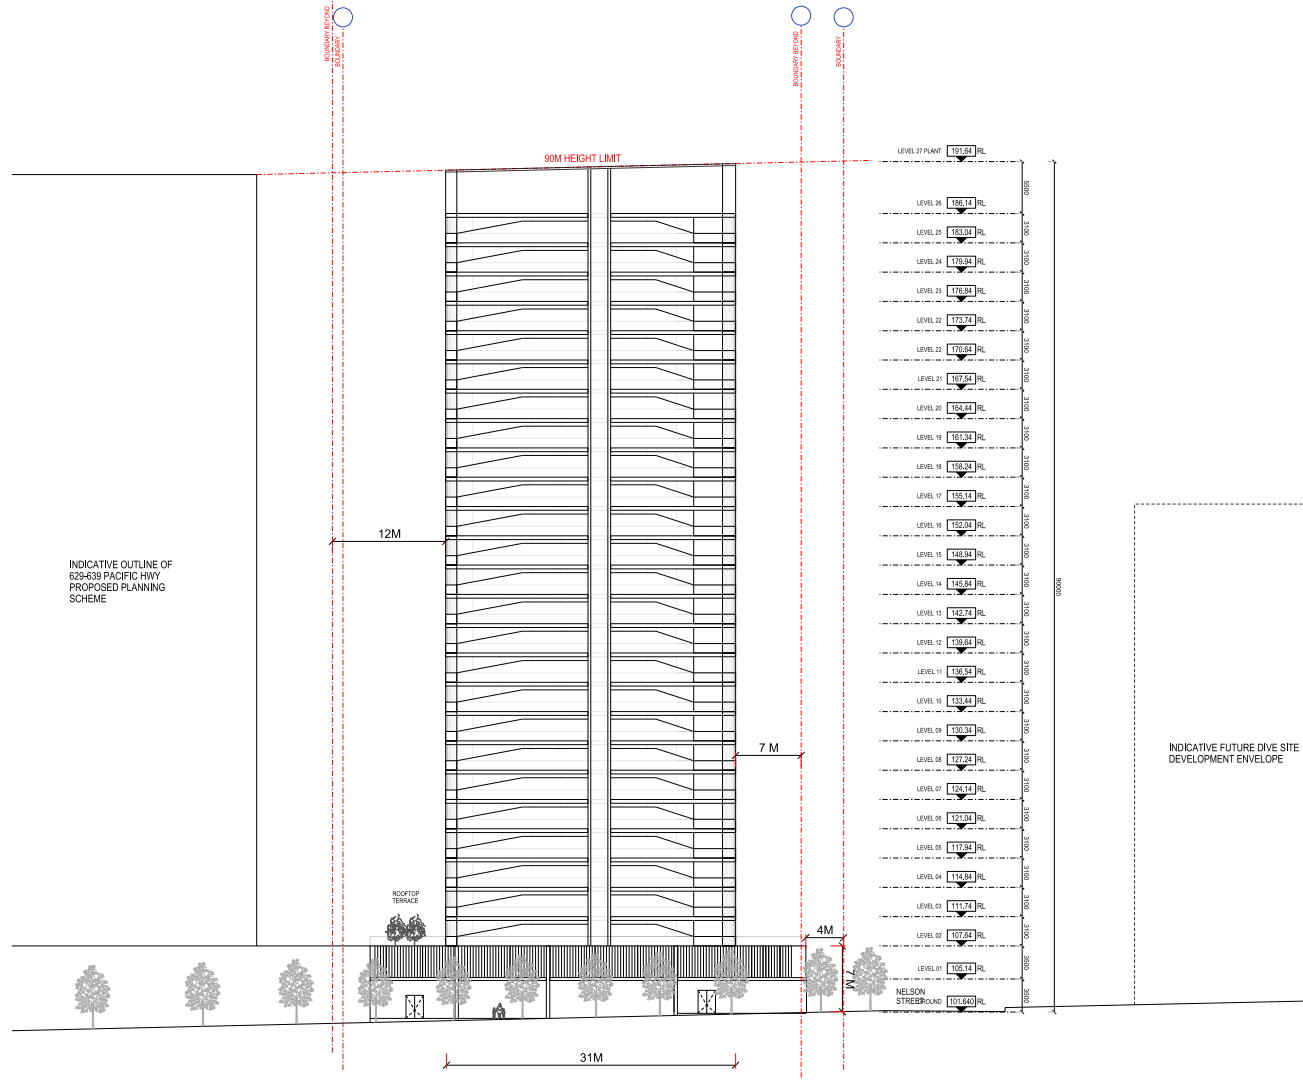 BOUNDARY BEYOND
BOUNDARY
BOUNDARY BEYOND
BOUNDARY
90M HEIGHT LIMIT
LEVEL 27 PLANT 191.64 RL
5500
LEVEL 26 186.14 RL
3100
LEVEL 25 183.04 RL
3100
LEVEL 24 179.94 RL
3100
LEVEL 23 176.84 RL
3100
LEVEL 22 173.74 RL
3100
LEVEL 22 170.64 RL
3100
LEVEL 21 167.54 RL
3100
LEVEL 20 164.44 RL
3100
LEVEL 19 161.34 RL
3100
LEVEL 18 158.24 RL
3100
LEVEL 17 155.14 RL
3100
LEVEL 16 152.04 RL
3100
LEVEL 15 148.94 RL
3100
LEVEL 14 145.84 RL
3100
LEVEL 13 142.74 RL
3100
LEVEL 12 139.64 RL
3100
LEVEL 11 136.54 RL
3100
LEVEL 10 133.44 RL
3100
LEVEL 09 130.34 RL
3100
LEVEL 08 127.24 RL
3100
LEVEL 07 124.14 RL
3100
LEVEL 06 121.04 RL
3100
LEVEL 05 117.94 RL
3100
LEVEL 04 114.84 RL
3100
LEVEL 03 111.74 RL
3100
LEVEL 02 107.64 RL
3500
LEVEL 01 105.14 RL
3500
GROUND 101.640 RL
90000
NELSON
STREET
12M
7 M
4M
7 M
31M
ROOFTOP
TERRACE
INDICATIVE OUTLINE OF
629-639 PACIFIC HWY
PROPOSED PLANNING
SCHEME
INDICATIVE FUTURE DIVE SITE
DEVELOPMENT ENVELOPE